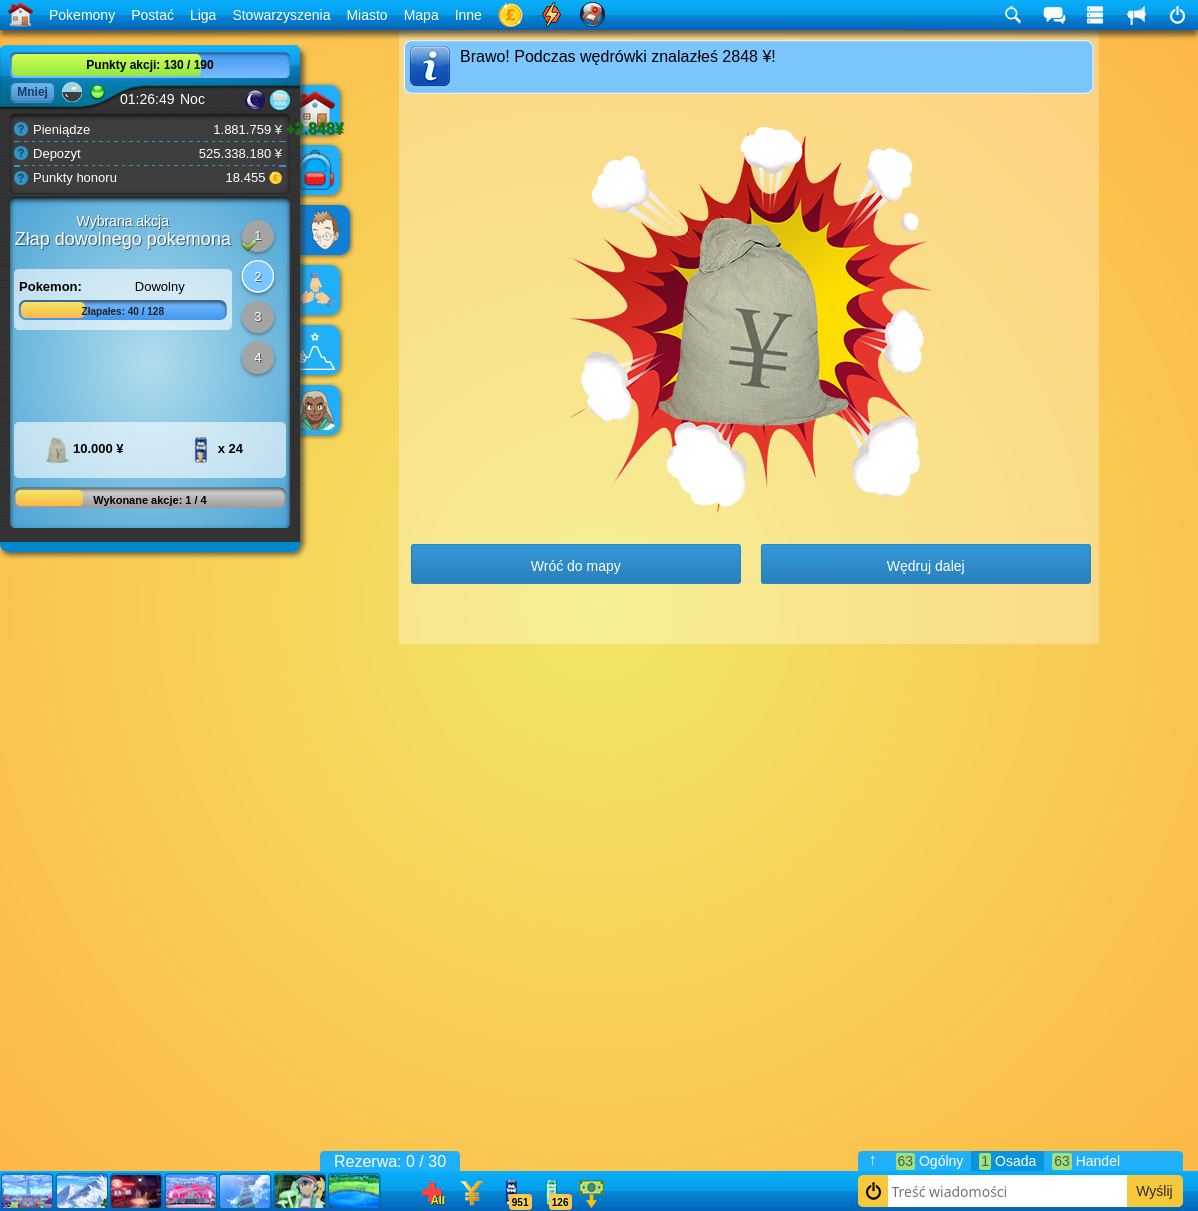 Pokemony Postać Liga Stowarzyszenia Miasto Mapa Inne
Punkty akcji: 130 / 190
Mniej
01:26:49 Noc
Pieniądze 1.881.759 ¥ +2.848¥
Depozyt 525.338.180 ¥
Punkty honoru 18.455
Wybrana akcja
Złap dowolnego pokemona
1
2
3
4
Pokemon: Dowolny
Złapałeś: 40 / 128
10.000 ¥ x 24
Wykonane akcje: 1 / 4
Brawo! Podczas wędrówki znalazłeś 2848 ¥!
¥
Wróć do mapy Wędruj dalej
Rezerwa: 0 / 30
All
951
126
↑ 63 Ogólny 1 Osada 63 Handel
Treść wiadomości Wyślij